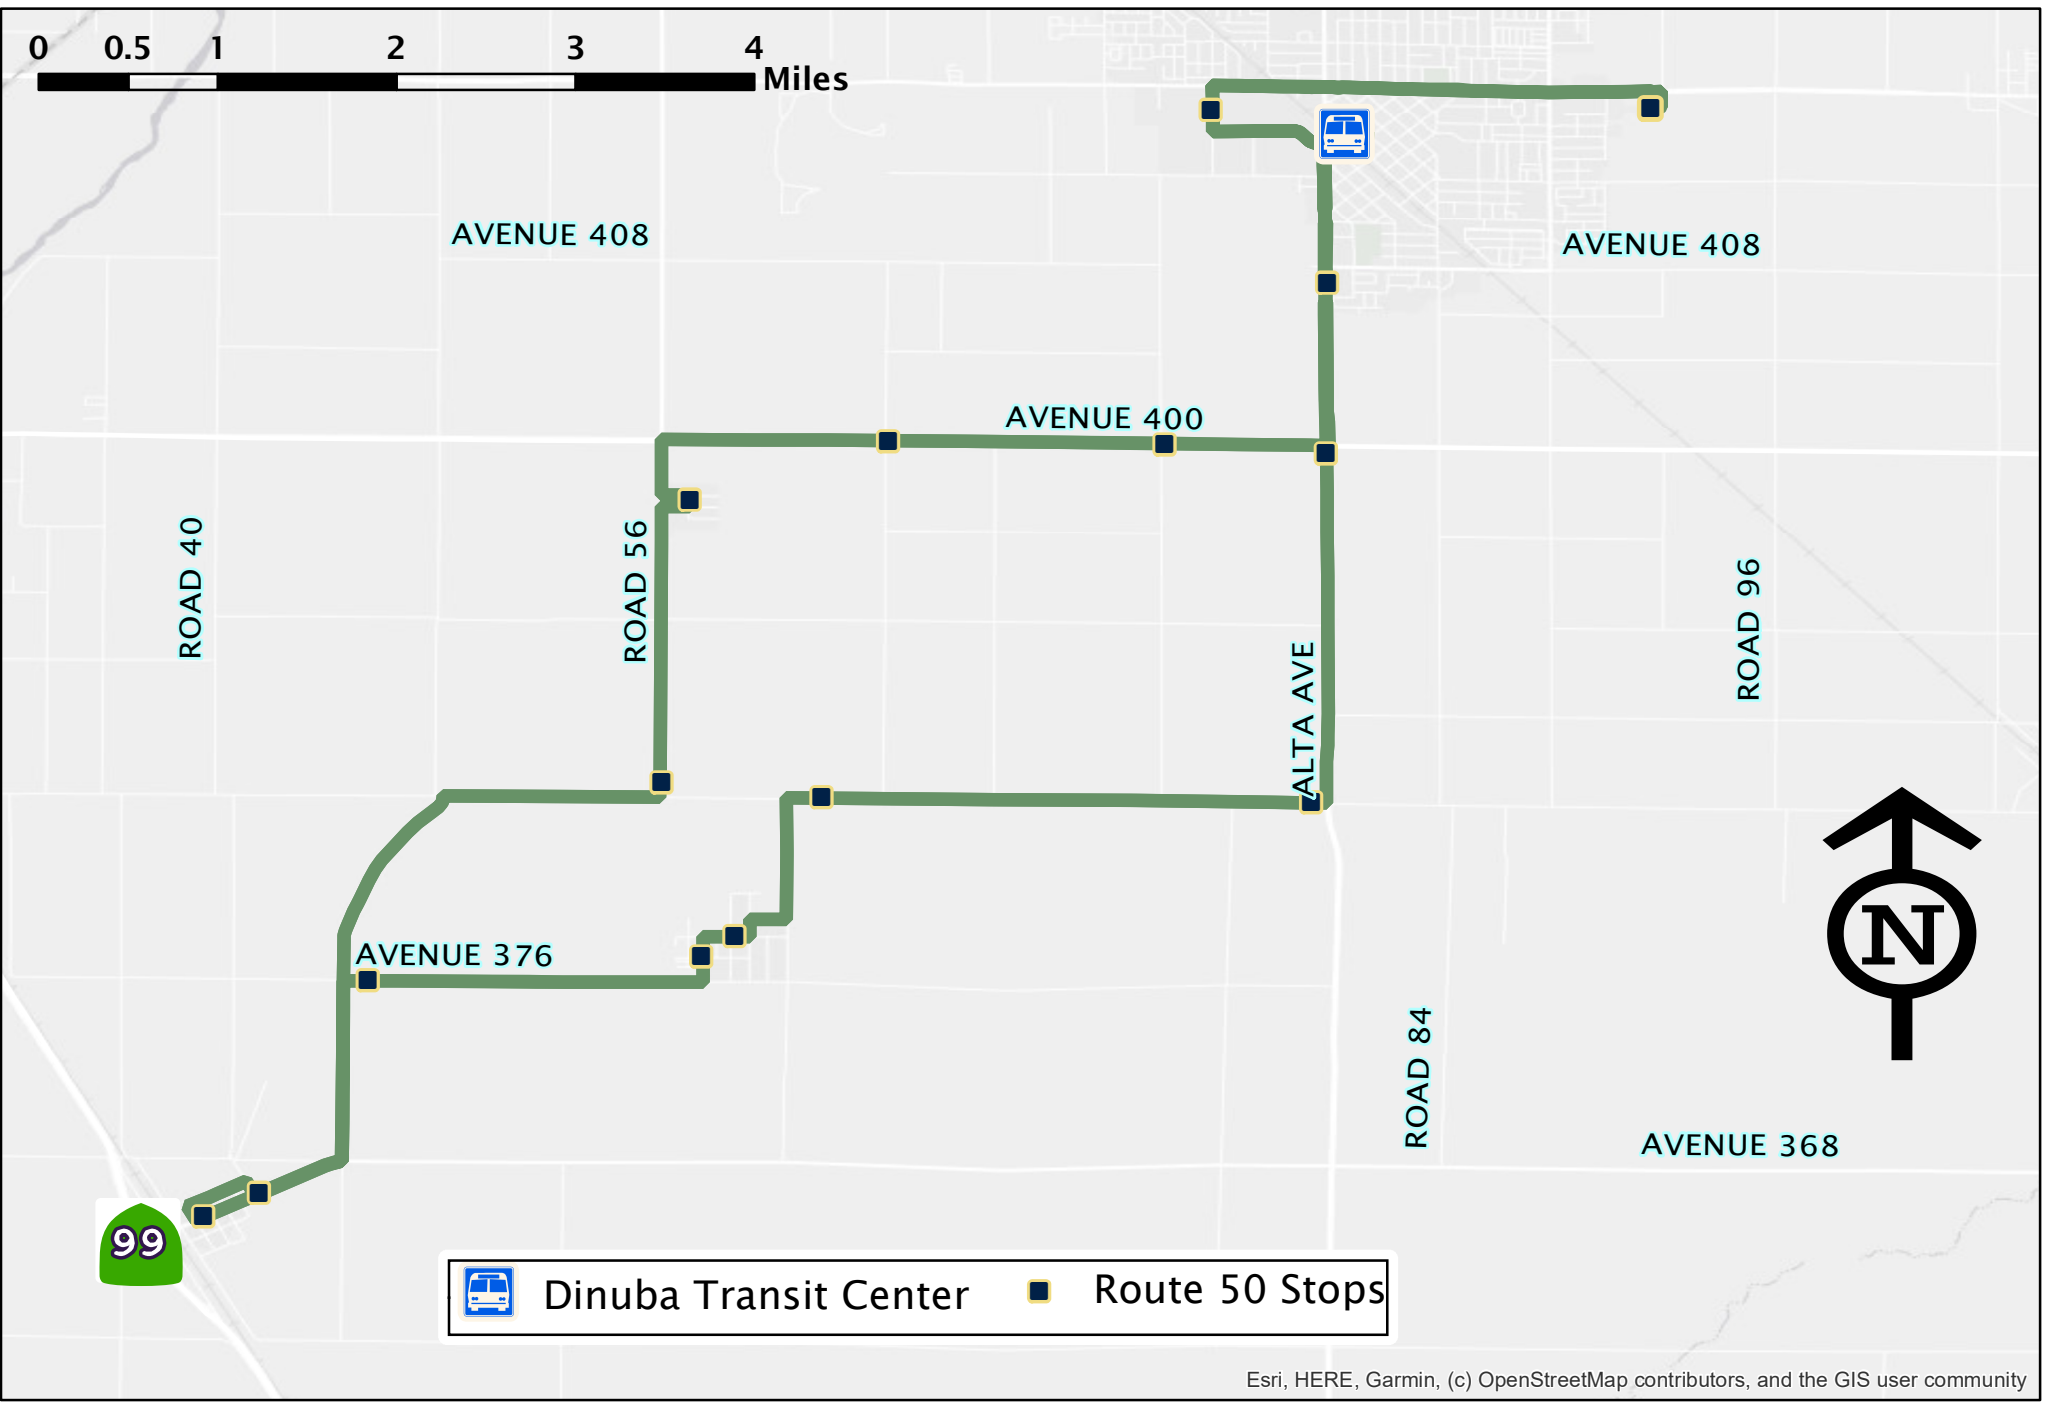 0 0.5 1 2 3 4
Miles
AVENUE 408
AVENUE 408
AVENUE 400
ROAD 40
ROAD 56
ROAD 96
ALTA AVE
AVENUE 376
ROAD 84
N
AVENUE 368
99
Dinuba Transit Center
Route 50 Stops
Esri, HERE, Garmin, (c) OpenStreetMap contributors, and the GIS user community